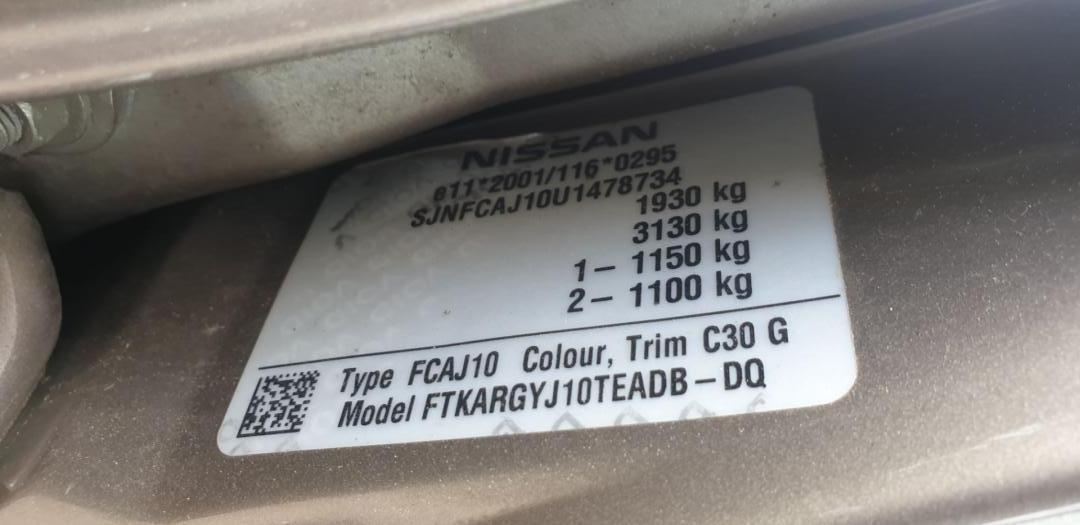 NISSAN
e11*2001/116*0295
SJNFCAJ10U1478734
1930 kg
3130 kg
1– 1150 kg
2– 1100 kg
Type FCAJ10 Colour, Trim C30 G
Model FTKARGYJ10TEADB–DQ